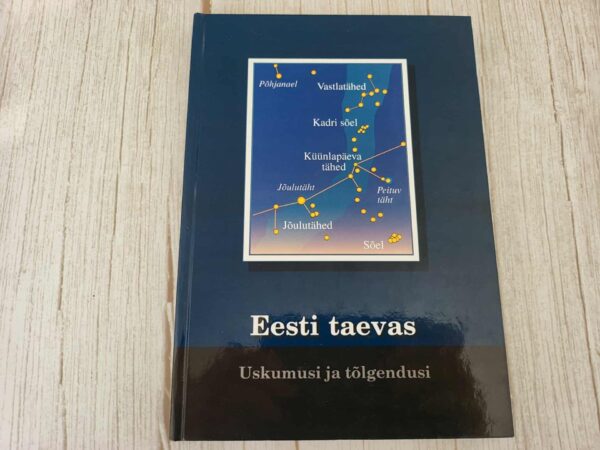 Põhjanael
Vastlatähed
Kadri sõel
Küünlapäeva
tähed
Jõulutäht
Peituv
täht
Jõulutähed
Sõel
Eesti taevas
Uskumusi ja tõlgendusi